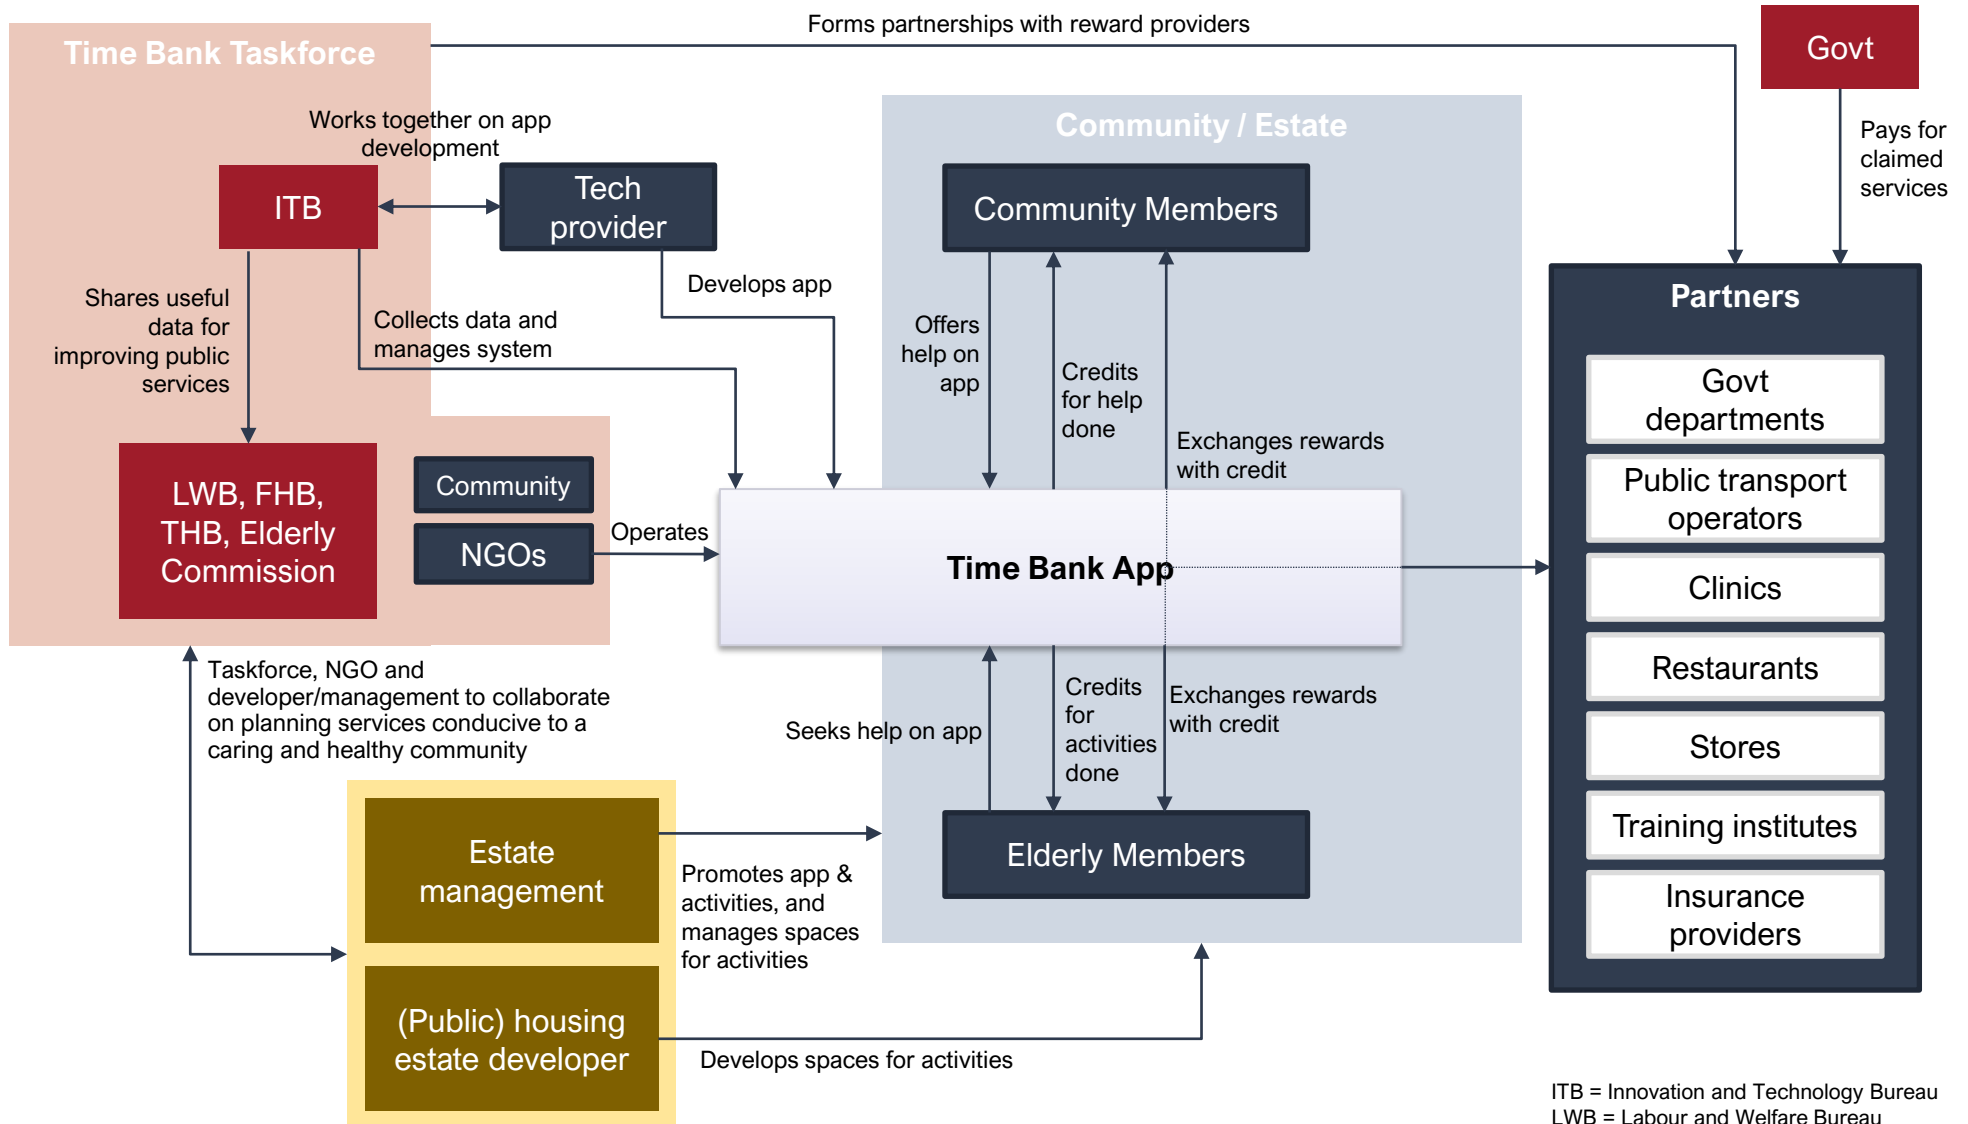 Forms partnerships with reward providers
Time Bank Taskforce
Govt
Works together on app
development
Community / Estate
Pays for
claimed
services
ITB
Tech
provider
Community Members
Develops app
Shares useful
data for
improving public
services
Collects data and
manages system
Offers
help on
app
Credits
for help
done
Exchanges rewards
with credit
Partners
Govt
departments
Public transport
operators
Clinics
Restaurants
Stores
Training institutes
Insurance
providers
LWB, FHB,
THB, Elderly
Commission
Community
NGOs
Operates
Time Bank App
Taskforce, NGO and
developer/management to collaborate
on planning services conducive to a
caring and healthy community
Seeks help on app
Credits
for
activities
done
Exchanges rewards
with credit
Estate
management
Promotes app &
activities, and
manages spaces
for activities
Elderly Members
(Public) housing
estate developer
Develops spaces for activities
ITB = Innovation and Technology Bureau
LWB = Labour and Welfare Bureau